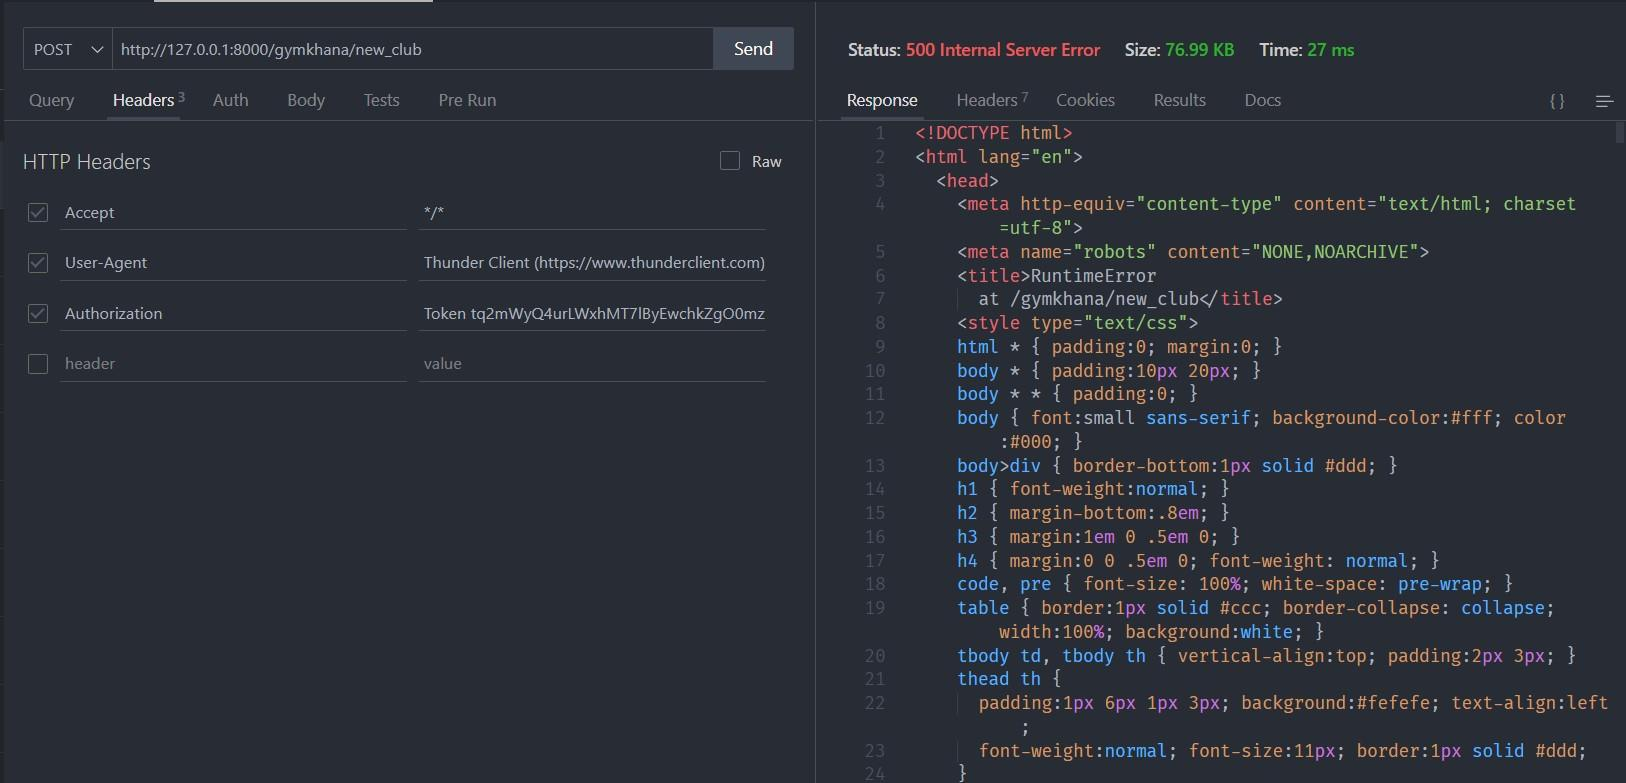 POST http://127.0.0.1:8000/gymkhana/new_club Send
Query Headers 3 Auth Body Tests Pre Run
HTTP Headers Raw
Accept */*
User-Agent Thunder Client (https://www.thunderclient.com)
Authorization Token tq2mWyQ4urLWxhMT7lByEwchkZgO0mz
header value
Status: 500 Internal Server Error Size: 76.99 KB Time: 27 ms
Response Headers 7 Cookies Results Docs { }
1 <!DOCTYPE html>
2 <html lang="en">
3 <head>
4 <meta http-equiv="content-type" content="text/html; charset
=utf-8">
5 <meta name="robots" content="NONE,NOARCHIVE">
6 <title>RuntimeError
7 at /gymkhana/new_club</title>
8 <style type="text/css">
9 html * { padding:0; margin:0; }
10 body * { padding:10px 20px; }
11 body * * { padding:0; }
12 body { font:small sans-serif; background-color:#fff; color
:#000; }
13 body>div { border-bottom:1px solid #ddd; }
14 h1 { font-weight:normal; }
15 h2 { margin-bottom:.8em; }
16 h3 { margin:1em 0 .5em 0; }
17 h4 { margin:0 0 .5em 0; font-weight: normal; }
18 code, pre { font-size: 100%; white-space: pre-wrap; }
19 table { border:1px solid #ccc; border-collapse: collapse;
width:100%; background:white; }
20 tbody td, tbody th { vertical-align:top; padding:2px 3px; }
21 thead th {
22 padding:1px 6px 1px 3px; background:#fefefe; text-align:left
;
23 font-weight:normal; font-size:11px; border:1px solid #ddd;
24 }